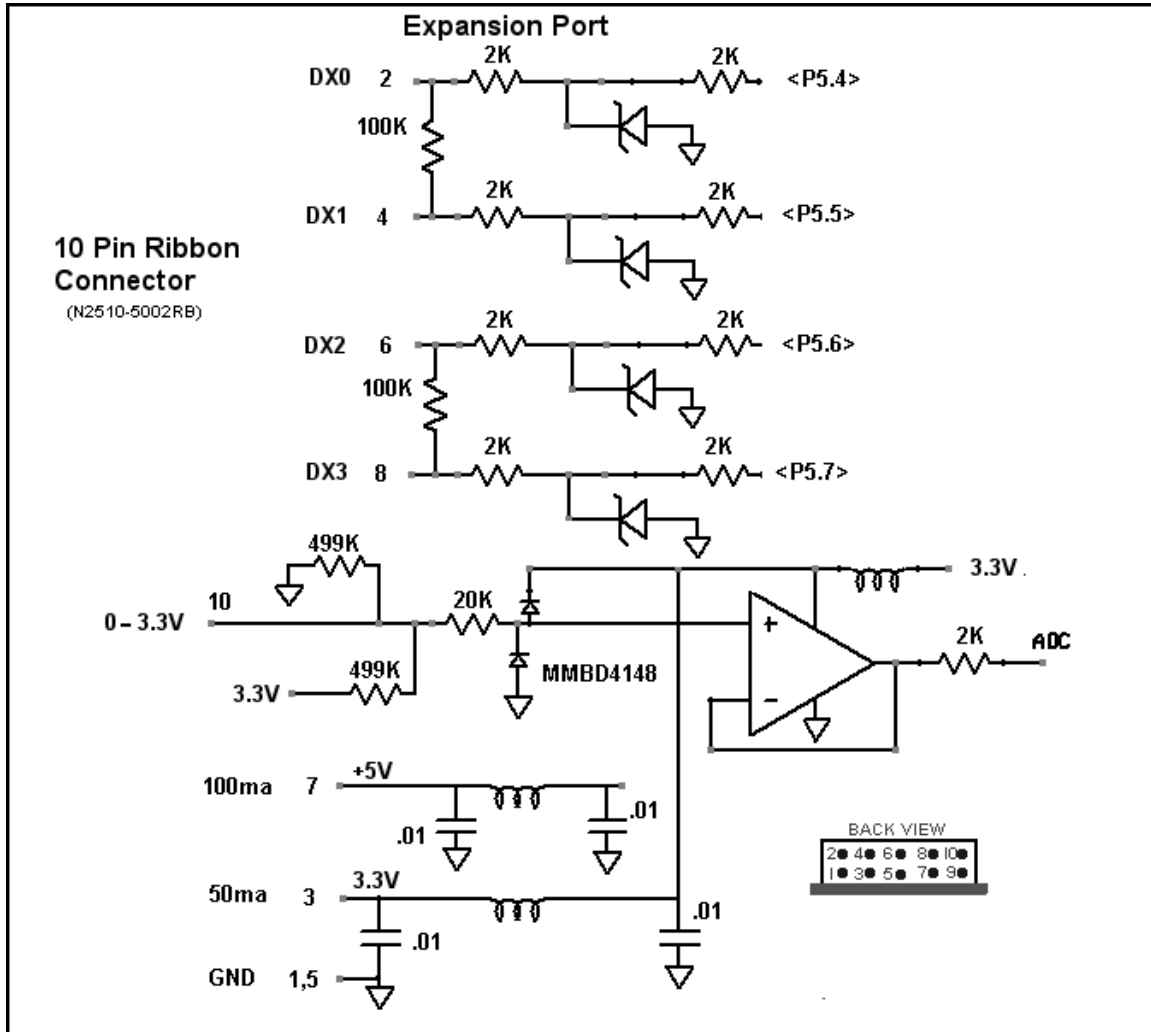 Expansion Port
2K 2K
DX0 2 <P5.4>
100K
2K 2K
DX1 4 <P5.5>
10 Pin Ribbon
Connector
(N2510-5002RB)
2K 2K
DX2 6 <P5.6>
100K
2K 2K
DX3 8 <P5.7>
499K
3.3V
10
20K
0 – 3.3V
+
2K
ADC
499K
MMBD4148
3.3V
–
+5V
100ma 7
.01
.01
BACK VIEW
2 4 6 8 10
1 3 5 7 9
3.3V
50ma 3
.01
.01
GND 1,5